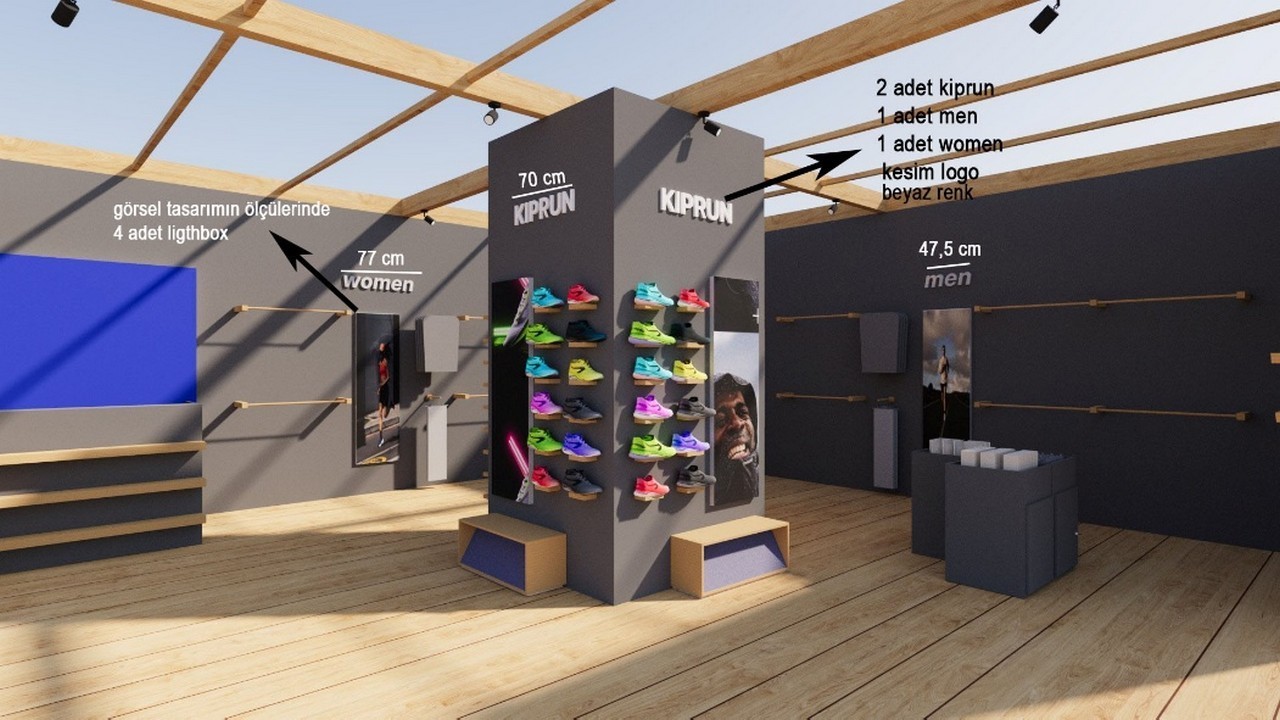 2 adet kiprun
1 adet men
1 adet women
kesim logo
beyaz renk
70 cm
KIPRUN
KIPRUN
görsel tasarımın ölçülerinde
4 adet ligthbox
77 cm
women
47,5 cm
men